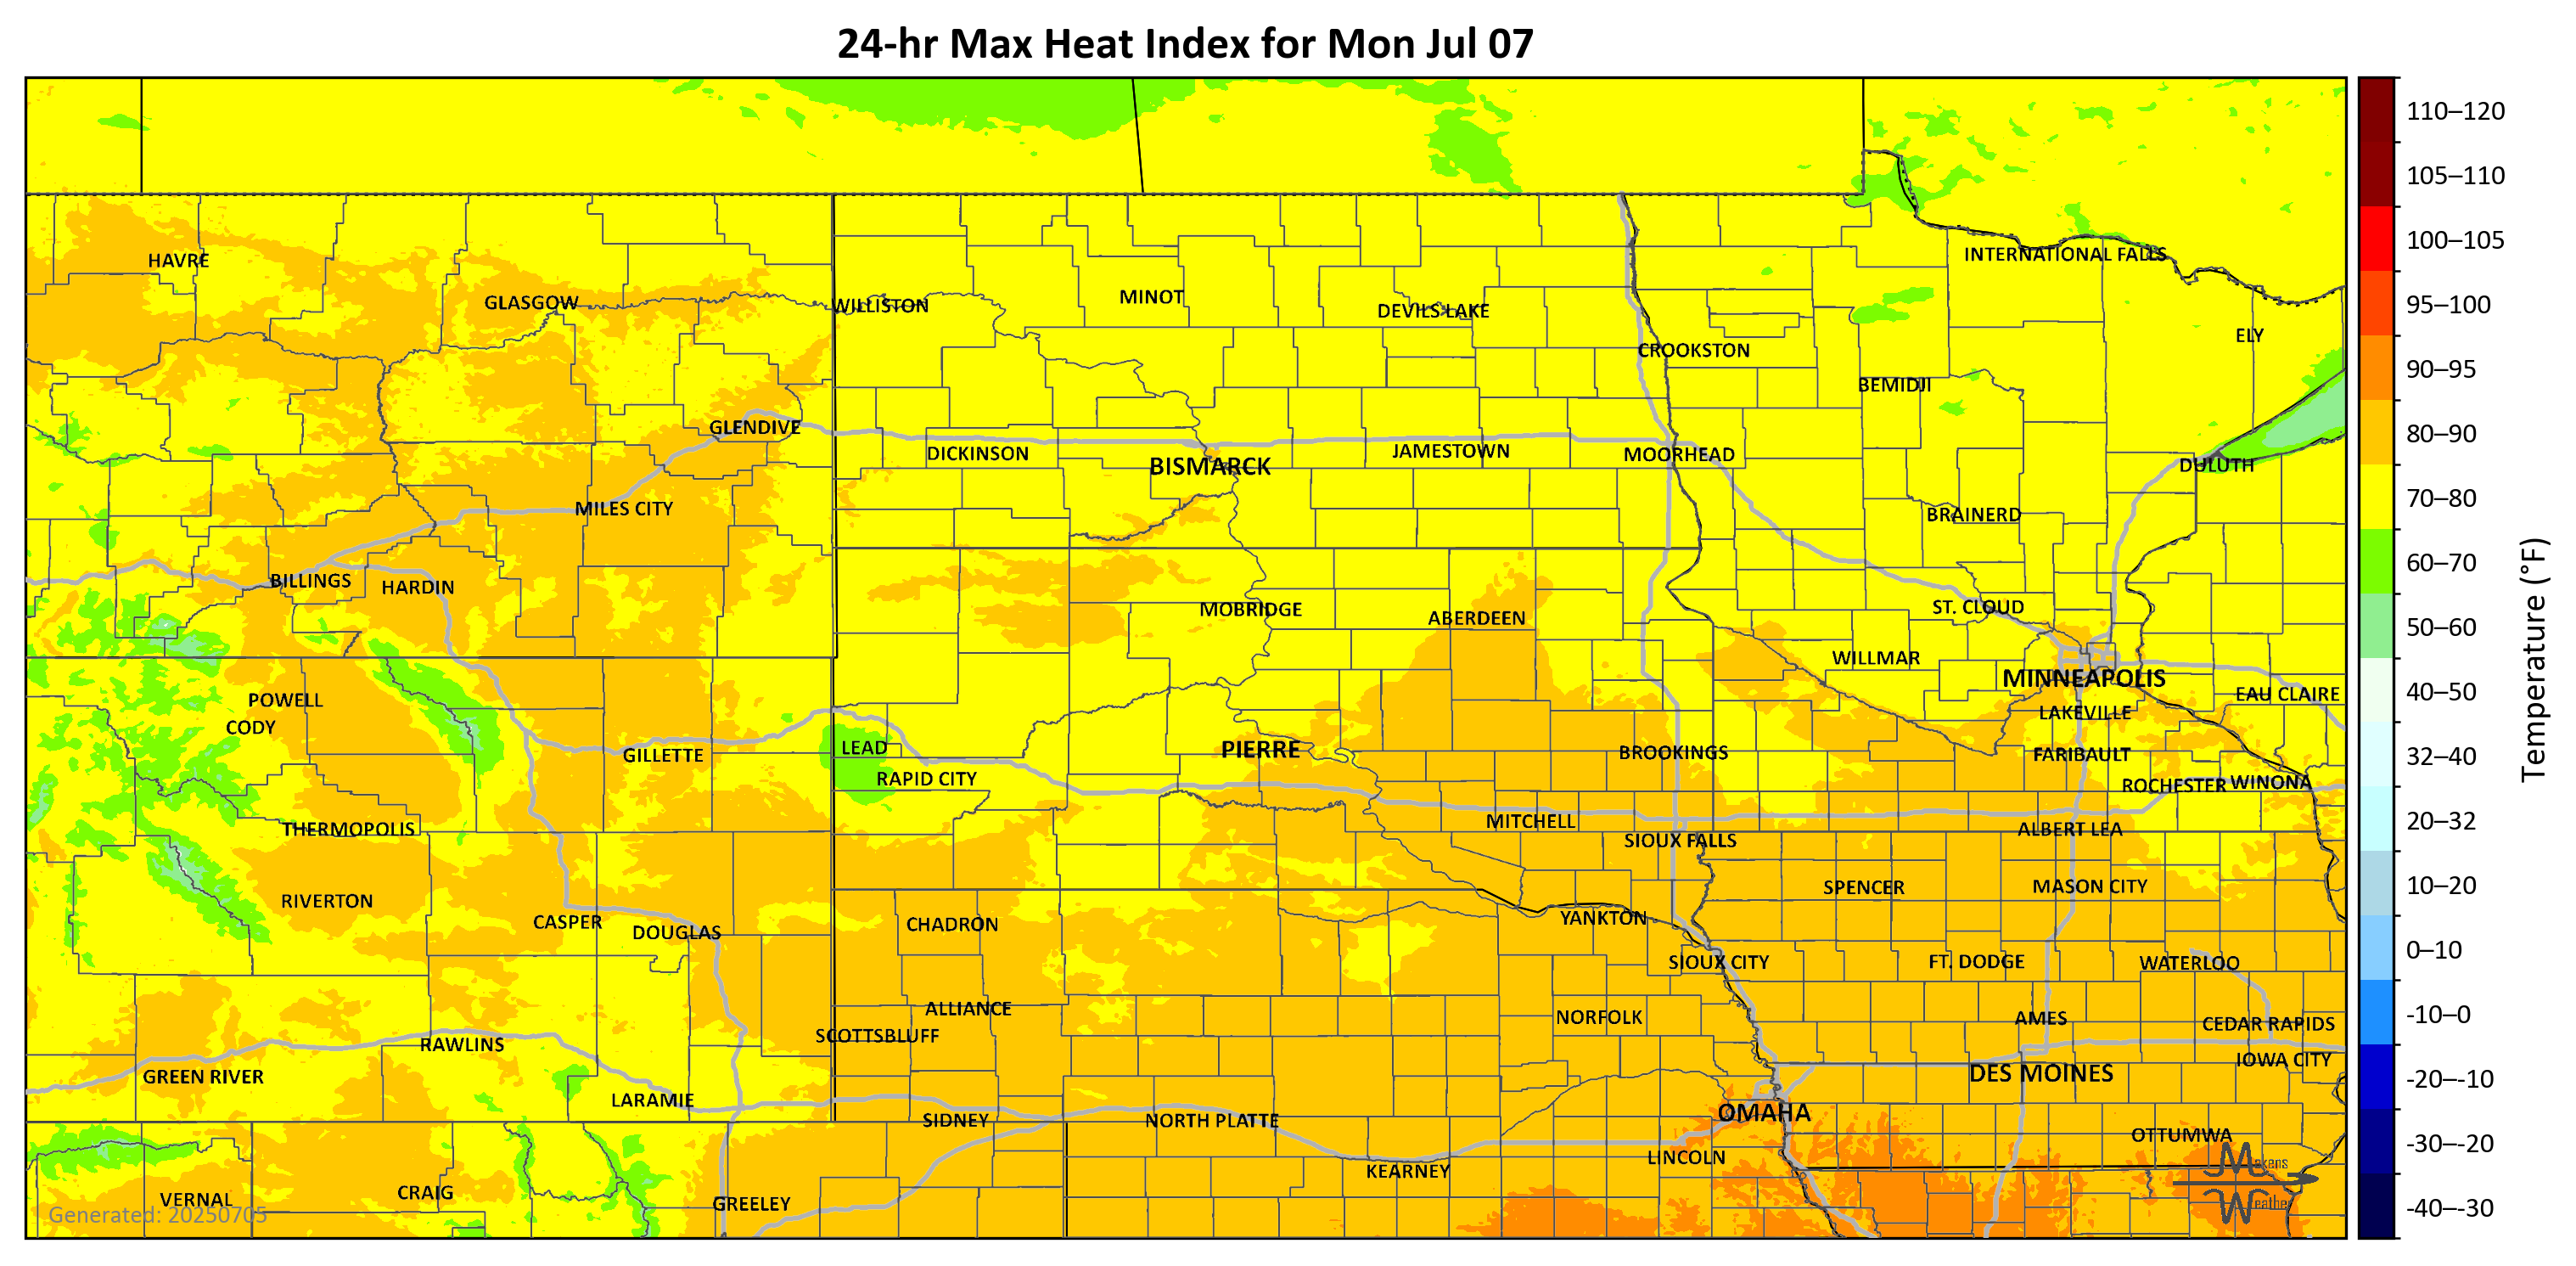 24-hr Max Heat Index for Mon Jul 07
110–120
105–110
100–105
95–100
90–95
80–90
70–80
60–70
50–60
40–50
32–40
20–32
10–20
0–10
-10–0
-20–-10
-30–-20
-40–-30
Temperature (°F)
HAVRE
GLASGOW
WILLISTON
MINOT
DEVILS LAKE
INTERNATIONAL FALLS
CROOKSTON
ELY
BEMIDJI
GLENDIVE
DICKINSON
BISMARCK
JAMESTOWN
MOORHEAD
DULUTH
MILES CITY
BRAINERD
BILLINGS
HARDIN
MOBRIDGE
ABERDEEN
ST. CLOUD
WILLMAR
MINNEAPOLIS
EAU CLAIRE
POWELL
CODY
LAKEVILLE
GILLETTE
LEAD
PIERRE
BROOKINGS
FARIBAULT
RAPID CITY
ROCHESTER
WINONA
THERMOPOLIS
MITCHELL
SIOUX FALLS
ALBERT LEA
RIVERTON
SPENCER
MASON CITY
CASPER
DOUGLAS
CHADRON
YANKTON
SIOUX CITY
FT. DODGE
WATERLOO
ALLIANCE
NORFOLK
AMES
CEDAR RAPIDS
RAWLINS
SCOTTSBLUFF
IOWA CITY
GREEN RIVER
DES MOINES
LARAMIE
SIDNEY
NORTH PLATTE
OMAHA
OTTUMWA
LINCOLN
KEARNEY
VERNAL
CRAIG
GREELEY
Makens
Weather
Generated: 20250705